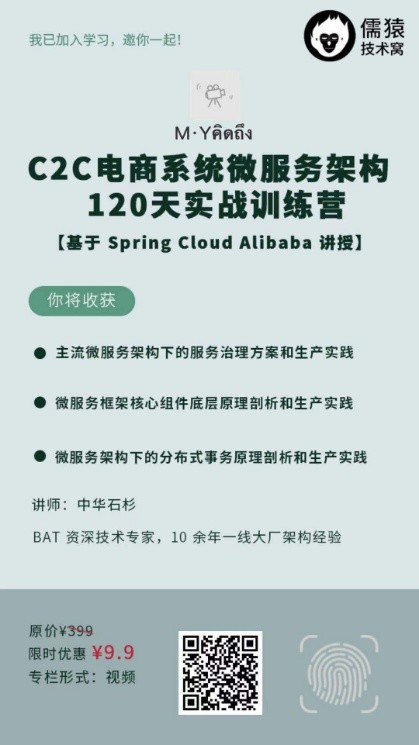 我已加入学习，邀你一起！
儒猿
技术窝
M·Yคิดถึง
C2C电商系统微服务架构
120天实战训练营
【基于 Spring Cloud Alibaba 讲授】
你将收获
● 主流微服务架构下的服务治理方案和生产实践
● 微服务框架核心组件底层原理剖析和生产实践
● 微服务架构下的分布式事务原理剖析和生产实践
讲师：中华石杉
BAT 资深技术专家，10 余年一线大厂架构经验
原价¥399
限时优惠 ¥9.9
专栏形式：视频